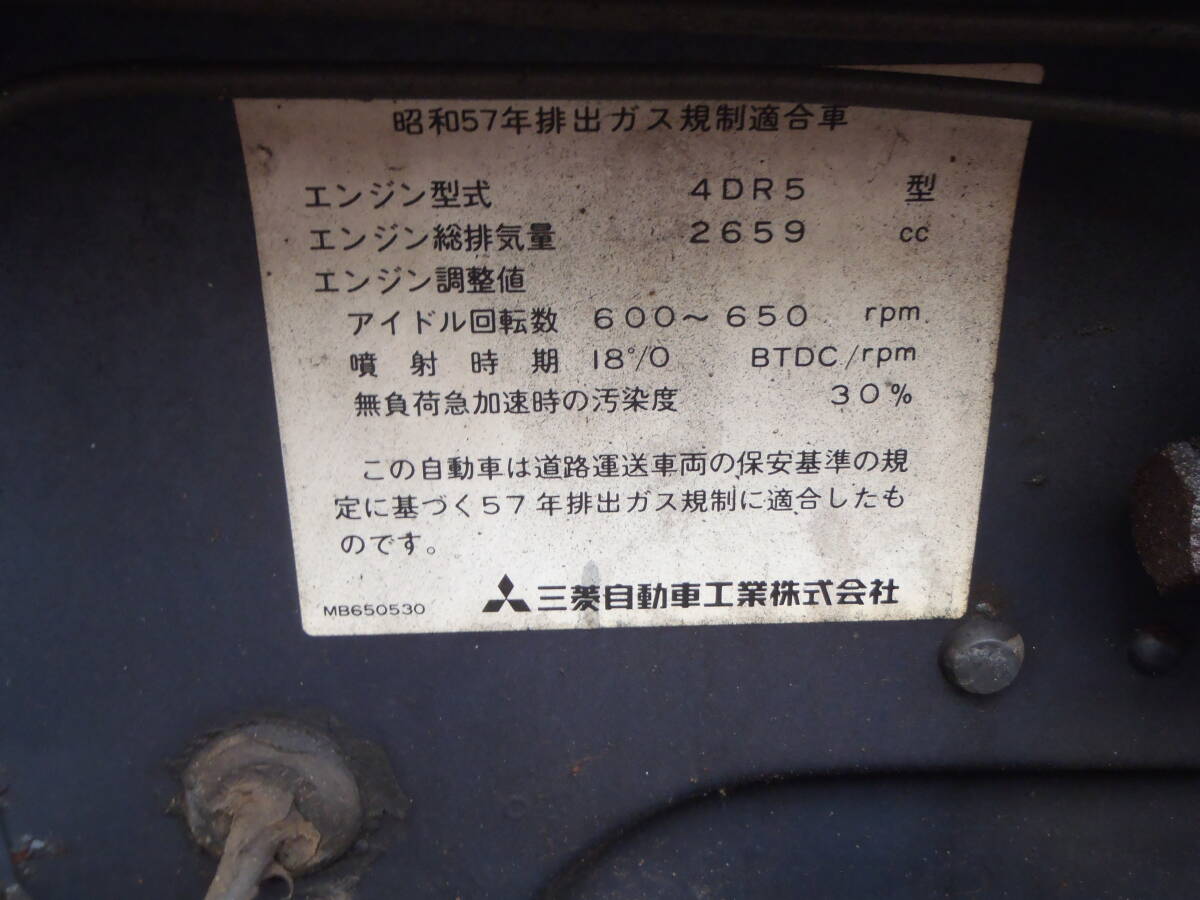 昭和57年排出ガス規制適合車
エンジン型式 4DR5 型
エンジン総排気量 2659 cc
エンジン調整値
アイドル回転数 600～650 rpm
噴射時期 18°/0 BTDC/rpm
無負荷急加速時の汚染度 30%
この自動車は道路運送車両の保安基準の規
定に基づく57年排出ガス規制に適合したも
のです。
MB650530 三菱自動車工業株式会社